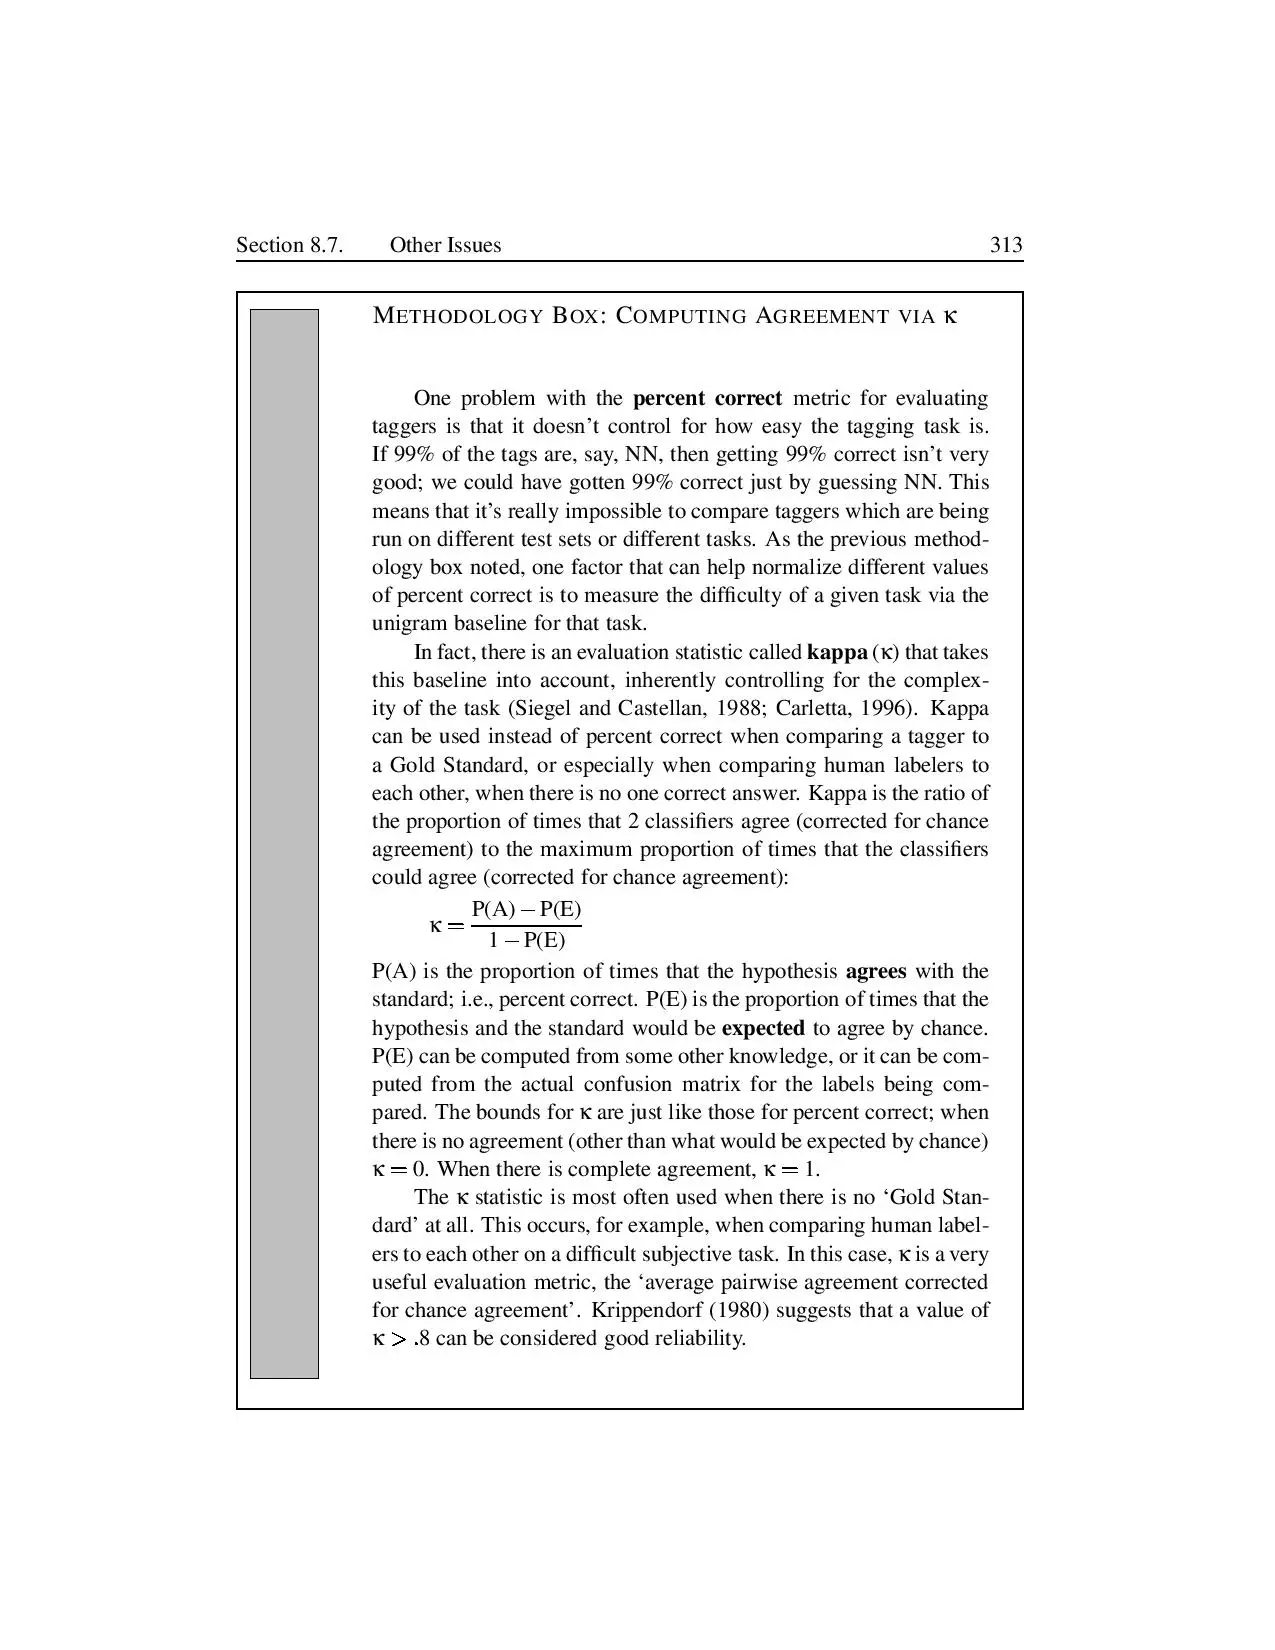 Section 8.7. Other Issues 313
METHODOLOGY BOX: COMPUTING AGREEMENT VIA κ
One problem with the percent correct metric for evaluating
taggers is that it doesn't control for how easy the tagging task is.
If 99% of the tags are, say, NN, then getting 99% correct isn't very
good; we could have gotten 99% correct just by guessing NN. This
means that it's really impossible to compare taggers which are being
run on different test sets or different tasks. As the previous method-
ology box noted, one factor that can help normalize different values
of percent correct is to measure the difficulty of a given task via the
unigram baseline for that task.
In fact, there is an evaluation statistic called kappa (κ) that takes
this baseline into account, inherently controlling for the complex-
ity of the task (Siegel and Castellan, 1988; Carletta, 1996). Kappa
can be used instead of percent correct when comparing a tagger to
a Gold Standard, or especially when comparing human labelers to
each other, when there is no one correct answer. Kappa is the ratio of
the proportion of times that 2 classifiers agree (corrected for chance
agreement) to the maximum proportion of times that the classifiers
could agree (corrected for chance agreement):
κ = P(A) − P(E) / 1 − P(E)
P(A) is the proportion of times that the hypothesis agrees with the
standard; i.e., percent correct. P(E) is the proportion of times that the
hypothesis and the standard would be expected to agree by chance.
P(E) can be computed from some other knowledge, or it can be com-
puted from the actual confusion matrix for the labels being com-
pared. The bounds for κ are just like those for percent correct; when
there is no agreement (other than what would be expected by chance)
κ = 0. When there is complete agreement, κ = 1.
The κ statistic is most often used when there is no ‘Gold Stan-
dard’ at all. This occurs, for example, when comparing human label-
ers to each other on a difficult subjective task. In this case, κ is a very
useful evaluation metric, the ‘average pairwise agreement corrected
for chance agreement’. Krippendorf (1980) suggests that a value of
κ > .8 can be considered good reliability.